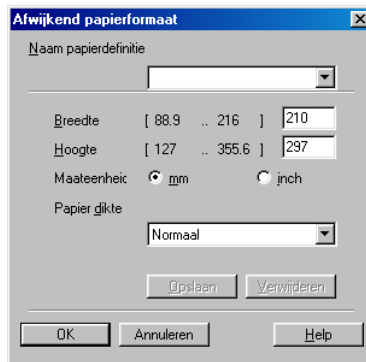 Afwijkend papierformaat
Naam papierdefinitie
Breedte [ 88.9 .. 216 ] 210
Hoogte [ 127 .. 355.6 ] 297
Maateenheic mm inch
Papier dikte
Normaal
Opslaan Verwijderen
OK Annuleren Help